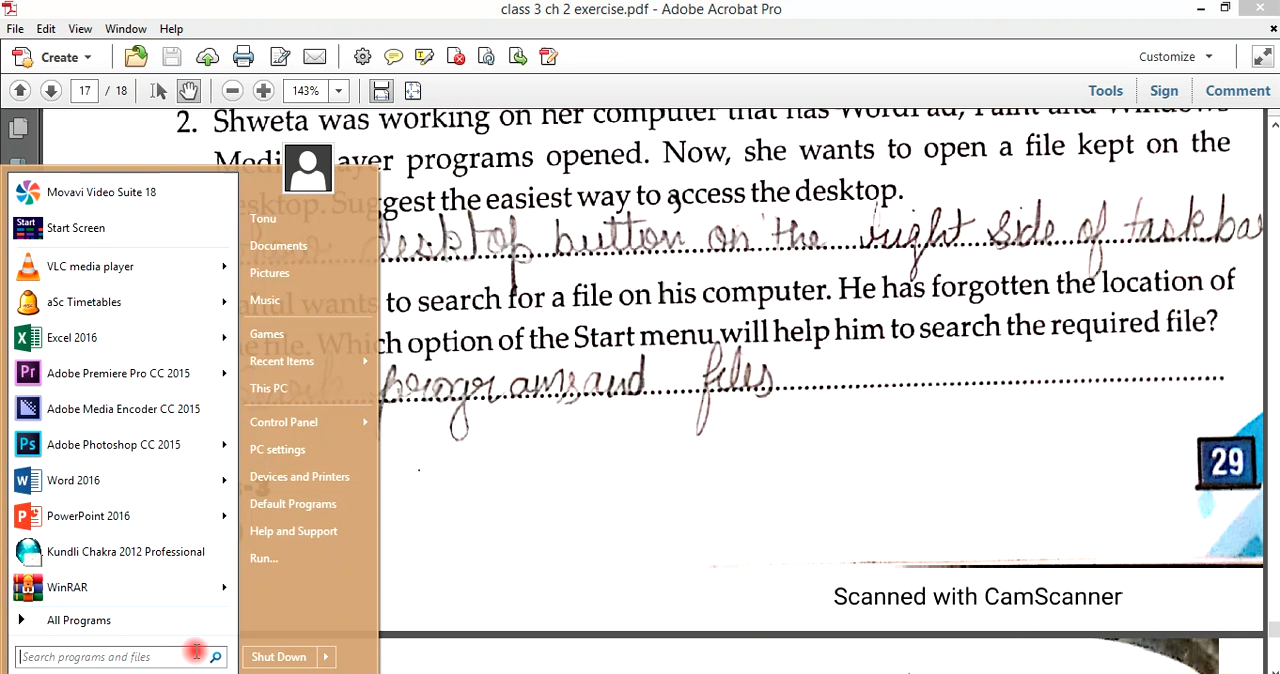 class 3 ch 2 exercise.pdf - Adobe Acrobat Pro
File Edit View Window Help
Create
Customize
17 / 18 143% Tools Sign Comment
2. Shweta was working on her computer that has WordPad, Paint and Windows
ayer programs opened. Now, she wants to open a file kept on the
ggest the easiest way to access the desktop.
desktop button on the right side of taskba
to search for a file on his computer. He has forgotten the location of
ch option of the Start menu will help him to search the required file?
programs and files
29
Scanned with CamScanner
Movavi Video Suite 18
Start Screen
VLC media player
aSc Timetables
Excel 2016
Adobe Premiere Pro CC 2015
Adobe Media Encoder CC 2015
Adobe Photoshop CC 2015
Word 2016
PowerPoint 2016
Kundli Chakra 2012 Professional
WinRAR
All Programs
Search programs and files
Tonu
Documents
Pictures
Music
Games
Recent Items
This PC
Control Panel
PC settings
Devices and Printers
Default Programs
Help and Support
Run...
Shut Down